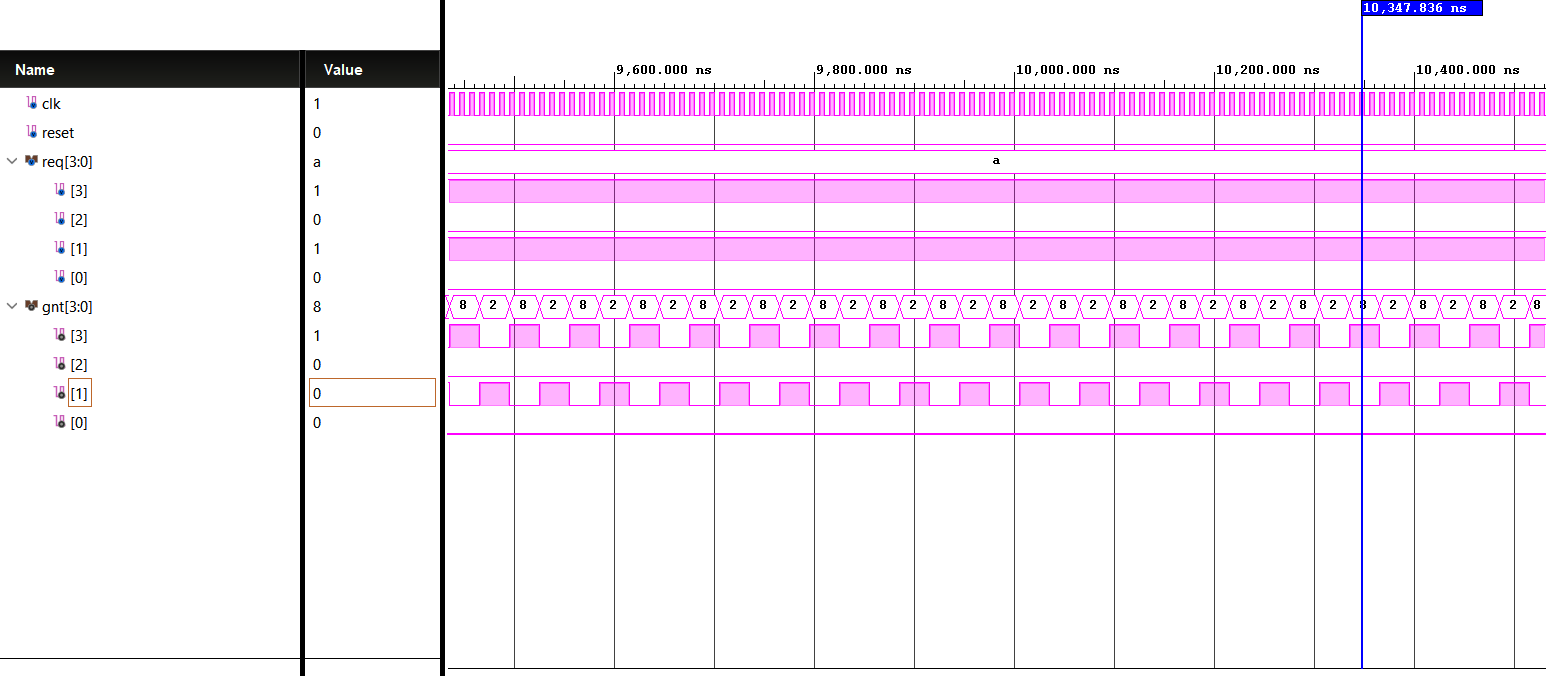 10,347.836 ns
Name Value 9,600.000 ns 9,800.000 ns 10,000.000 ns 10,200.000 ns 10,400.000 ns
clk 1
reset 0
req[3:0] a a
[3] 1
[2] 0
[1] 1
[0] 0
gnt[3:0] 8 8 2 8 2 8 2 8 2 8 2 8 2 8 2 8 2 8 2 8 2 8 2 8 2 8 2 8 2 8 2 8 2 8 2 8 2 8
[3] 1
[2] 0
[1] 0
[0] 0